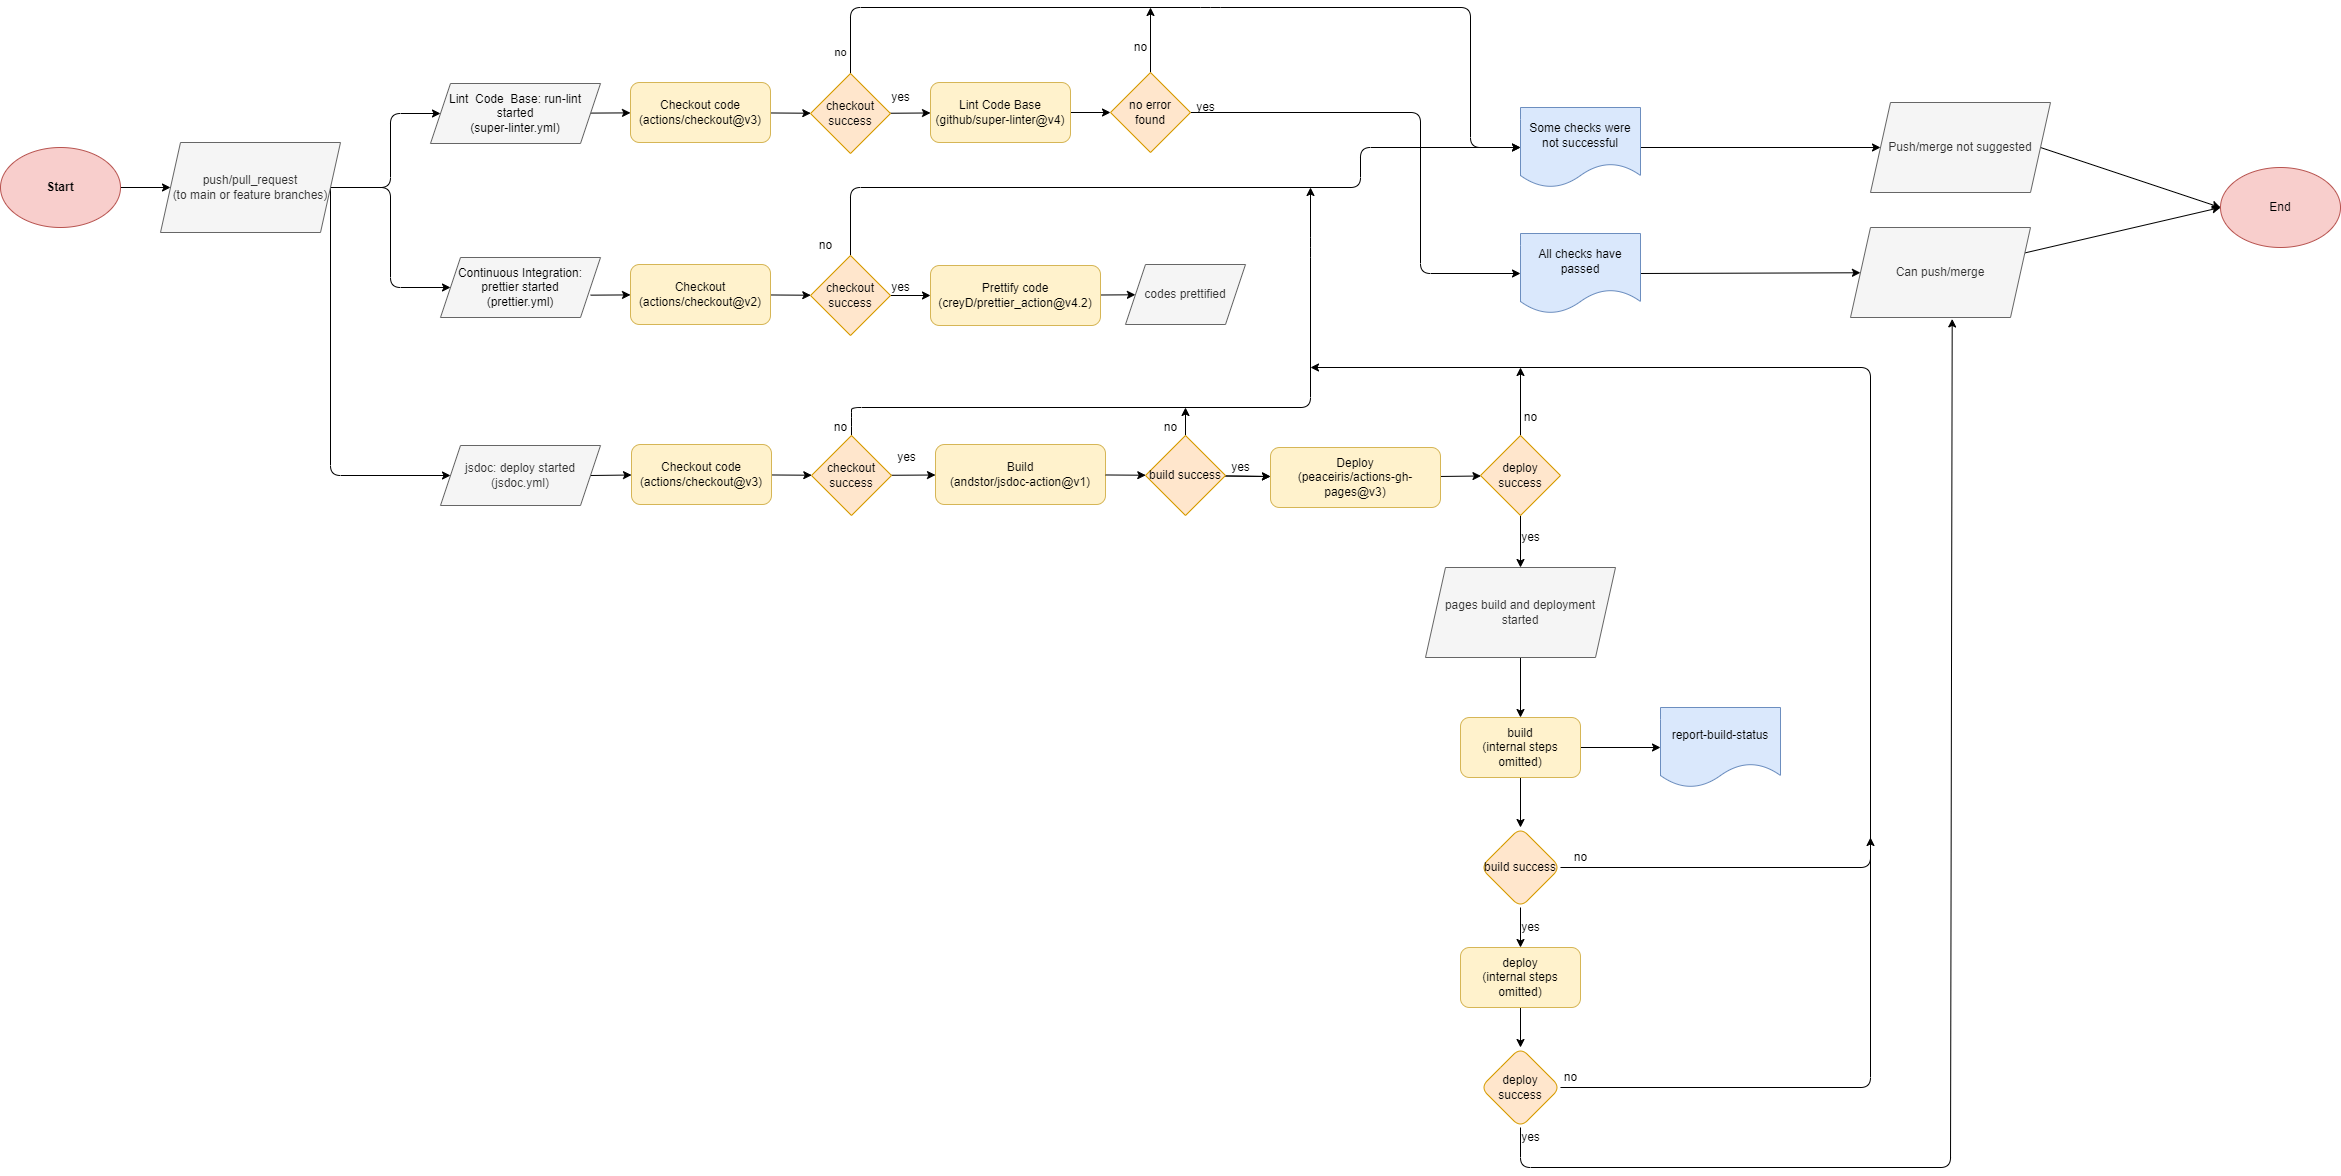 Start
push/pull_request
(to main or feature branches)
Lint Code Base: run-lint
started
(super-linter.yml)
Checkout code
(actions/checkout@v3)
no
checkout
success
yes
Lint Code Base
(github/super-linter@v4)
no
no error
found
yes
Some checks were
not successful
Push/merge not suggested
End
Continuous Integration:
prettier started
(prettier.yml)
Checkout
(actions/checkout@v2)
no
checkout
success
yes
Prettify code
(creyD/prettier_action@v4.2)
codes prettified
All checks have
passed
Can push/merge
jsdoc: deploy started
(jsdoc.yml)
Checkout code
(actions/checkout@v3)
no
checkout
success
yes
Build
(andstor/jsdoc-action@v1)
no
build success
yes
Deploy
(peaceiris/actions-gh-
pages@v3)
no
deploy
success
yes
pages build and deployment
started
build
(internal steps
omitted)
report-build-status
build success
no
yes
deploy
(internal steps
omitted)
deploy
success
no
yes